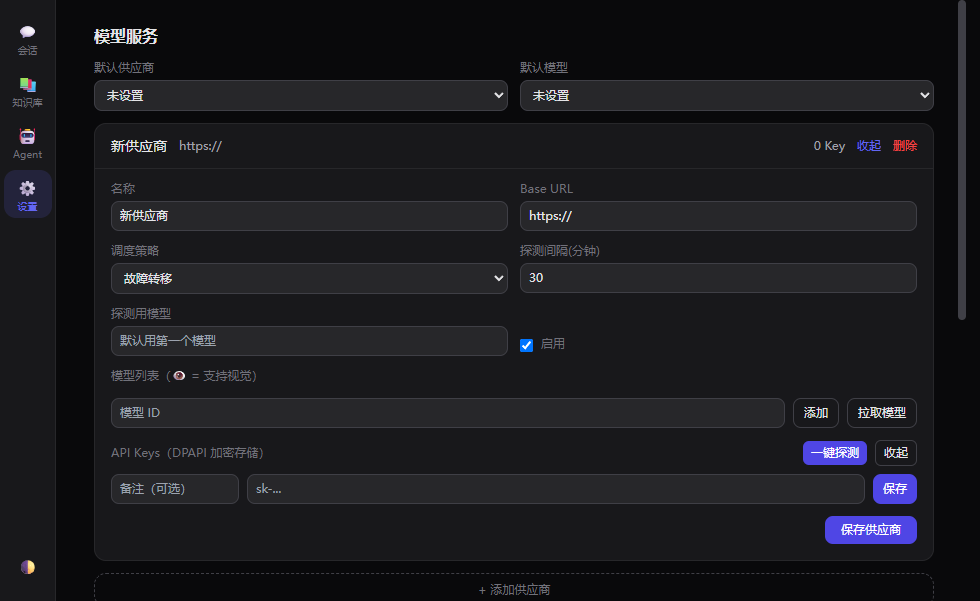 会话
知识库
Agent
设置
模型服务
默认供应商 默认模型
未设置 未设置
新供应商 https:// 0 Key 收起 删除
名称 Base URL
新供应商 https://
调度策略 探测间隔(分钟)
故障转移 30
探测用模型
默认用第一个模型 启用
模型列表（👁 = 支持视觉）
模型 ID 添加 拉取模型
API Keys（DPAPI 加密存储） 一键探测 收起
备注（可选） sk-... 保存
保存供应商
+ 添加供应商